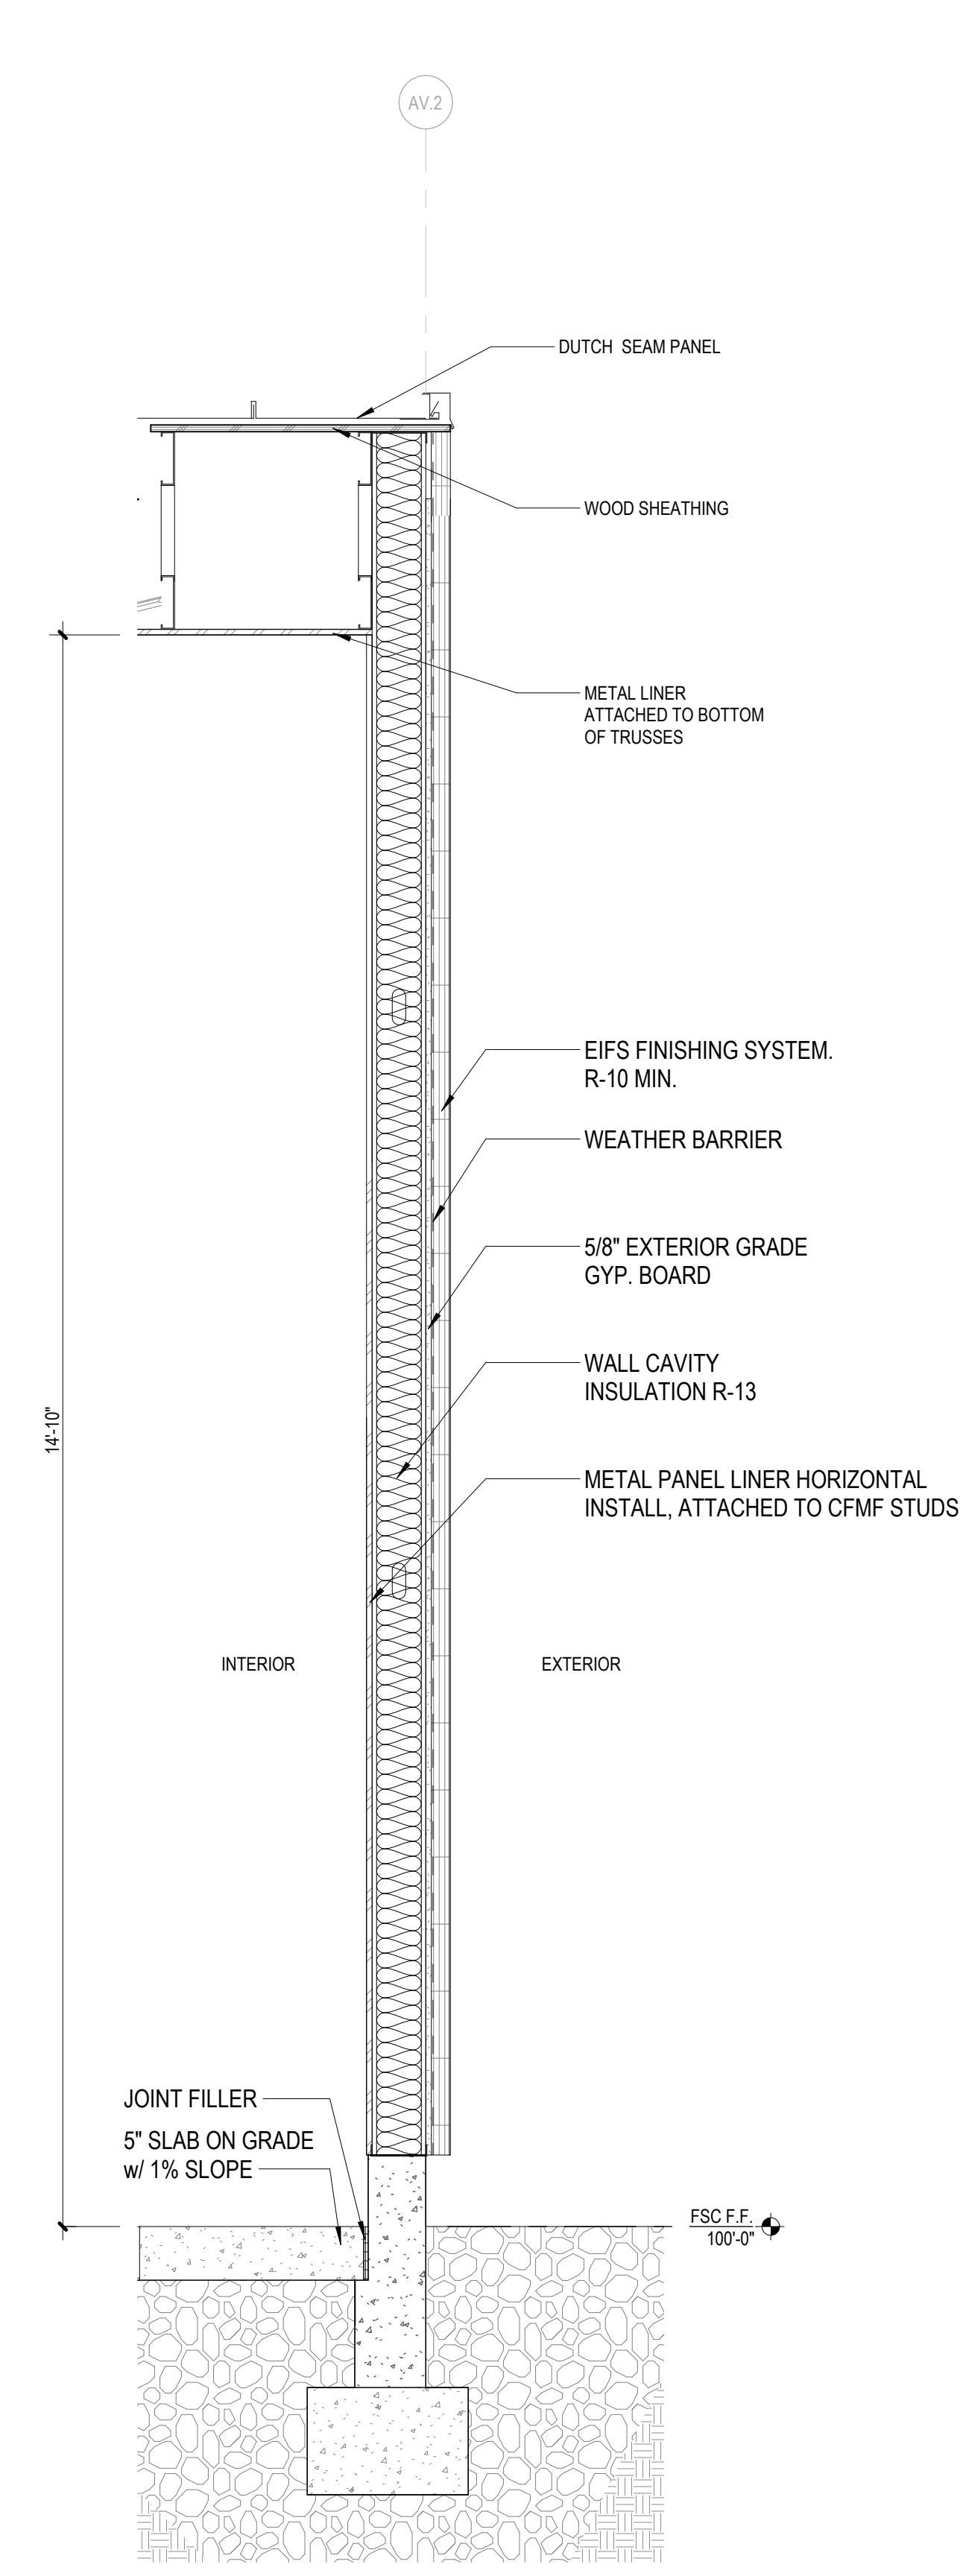 AV.2
DUTCH SEAM PANEL
WOOD SHEATHING
METAL LINER
ATTACHED TO BOTTOM
OF TRUSSES
EIFS FINISHING SYSTEM.
R-10 MIN.
WEATHER BARRIER
5/8" EXTERIOR GRADE
GYP. BOARD
WALL CAVITY
INSULATION R-13
14'-10"
METAL PANEL LINER HORIZONTAL
INSTALL, ATTACHED TO CFMF STUDS
INTERIOR
EXTERIOR
JOINT FILLER
5" SLAB ON GRADE
w/ 1% SLOPE
FSC F.F.
100'-0"